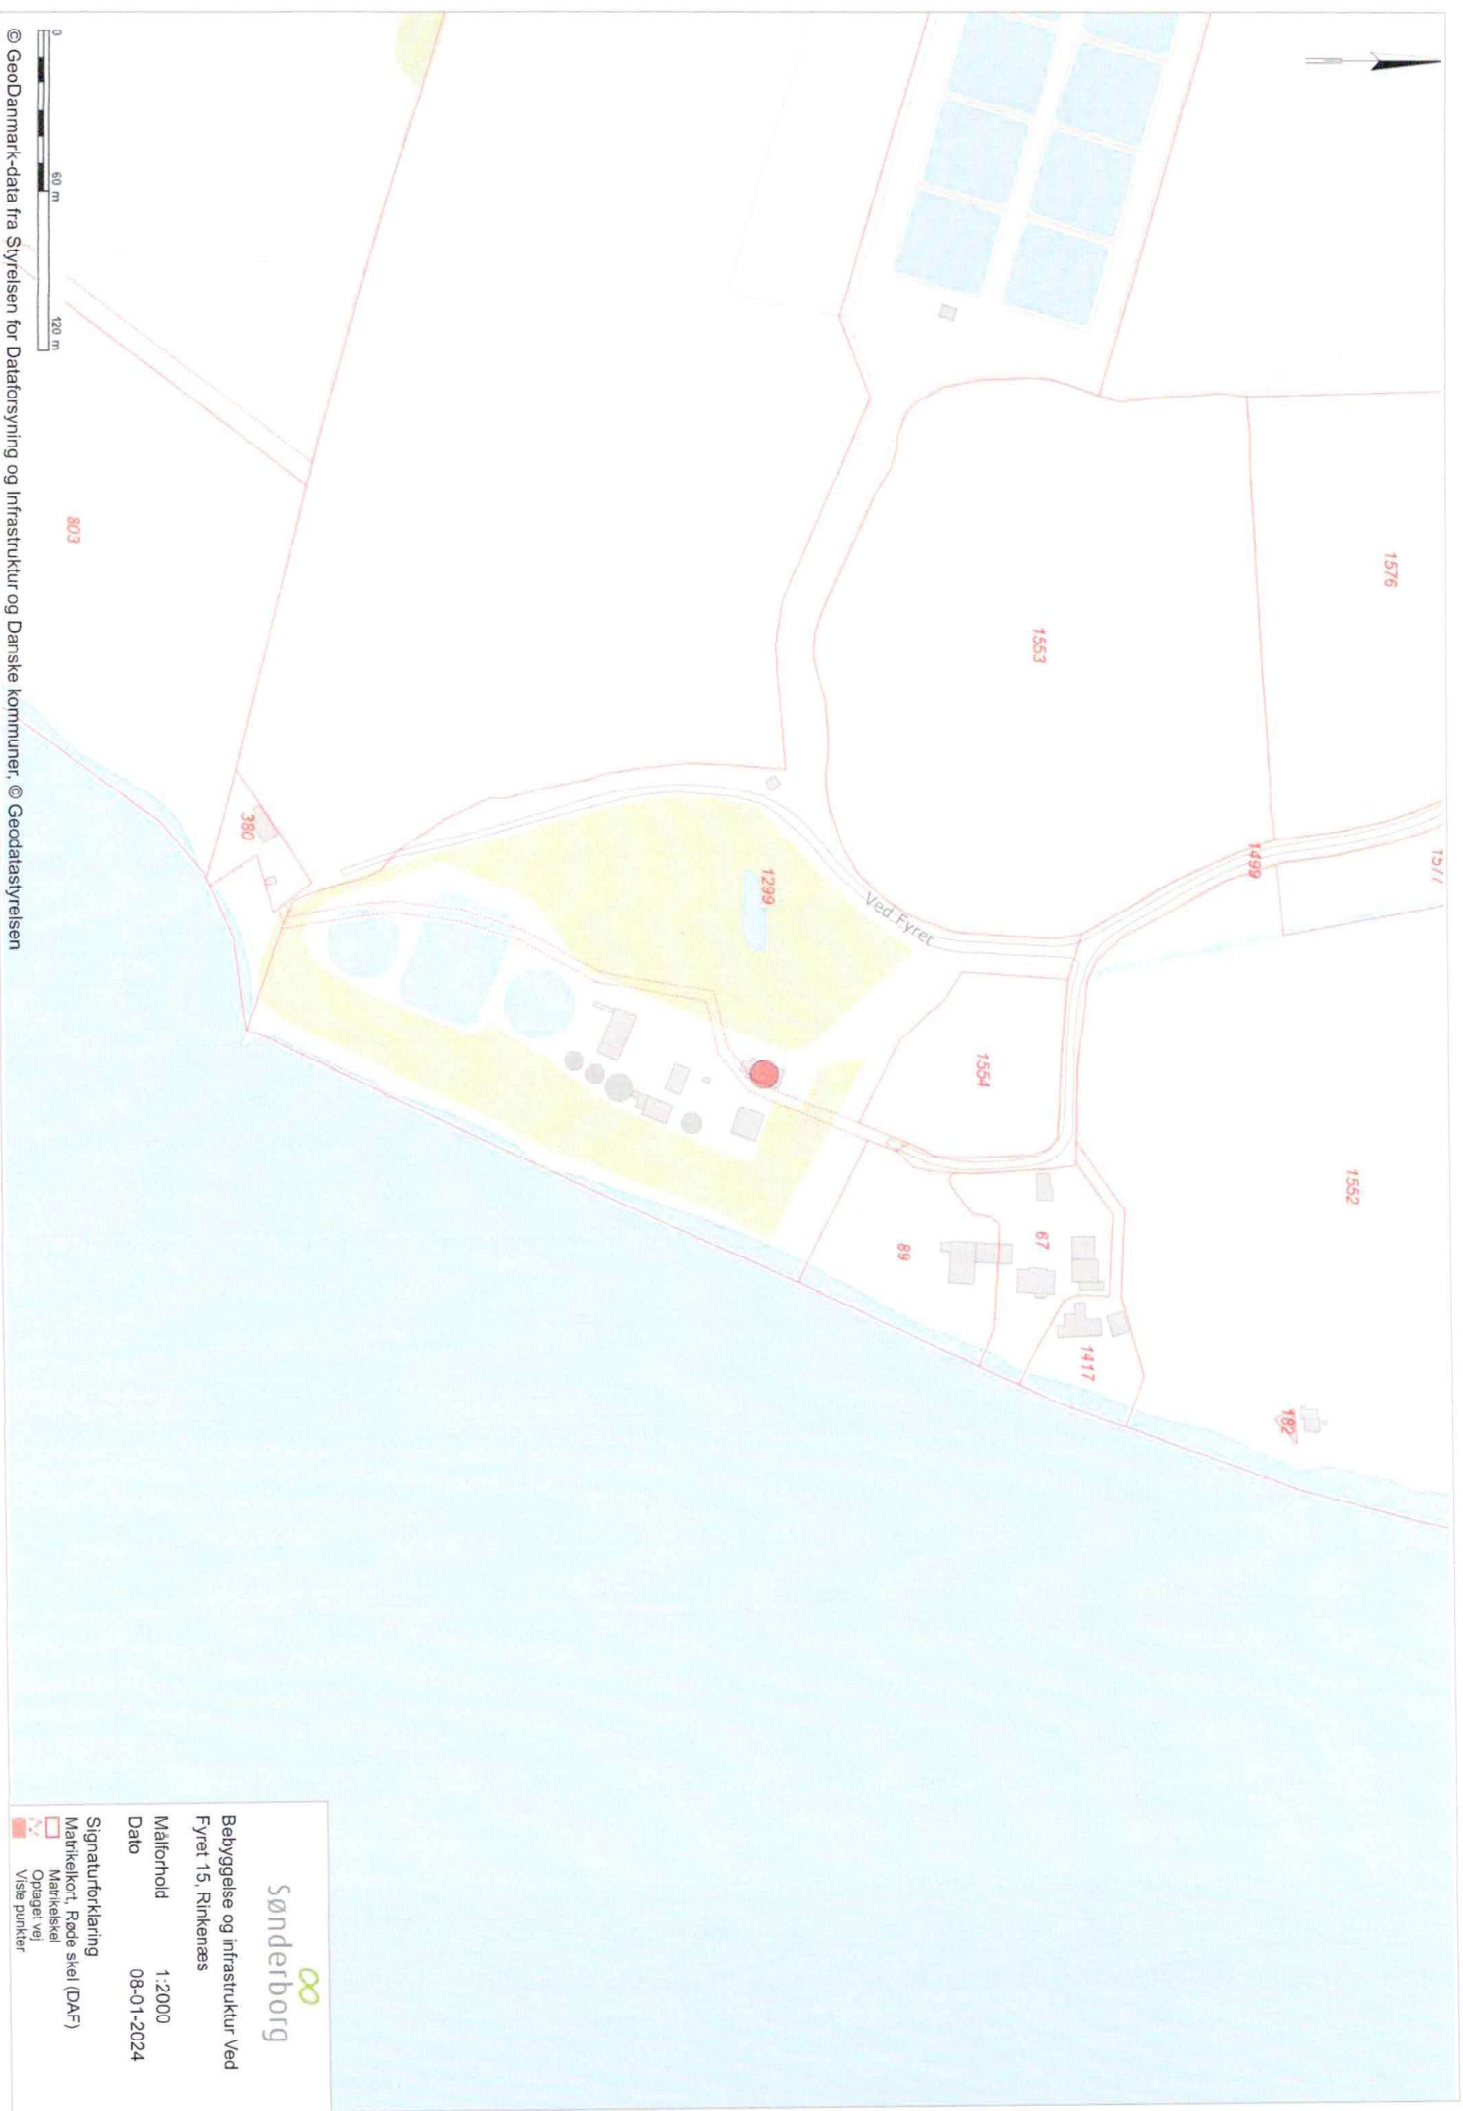 1576
1577
1499
1552
182
1553
1554
67
1417
89
Ved Fyret
1299
380
803
0
60 m
120 m
© GeoDanmark-data fra Styrelsen for Dataforsyning og Infrastruktur og Danske kommuner, © Geodatastyrelsen
Sønderborg
Bebyggelse og infrastruktur Ved
Fyret 15, Rinkenæs
Målforhold 1:2000
Dato 08-01-2024
Signaturforklaring
Matrikelkort, Røde skel (DAF)
Matrikelskel
Optaget vej
Viste punkter